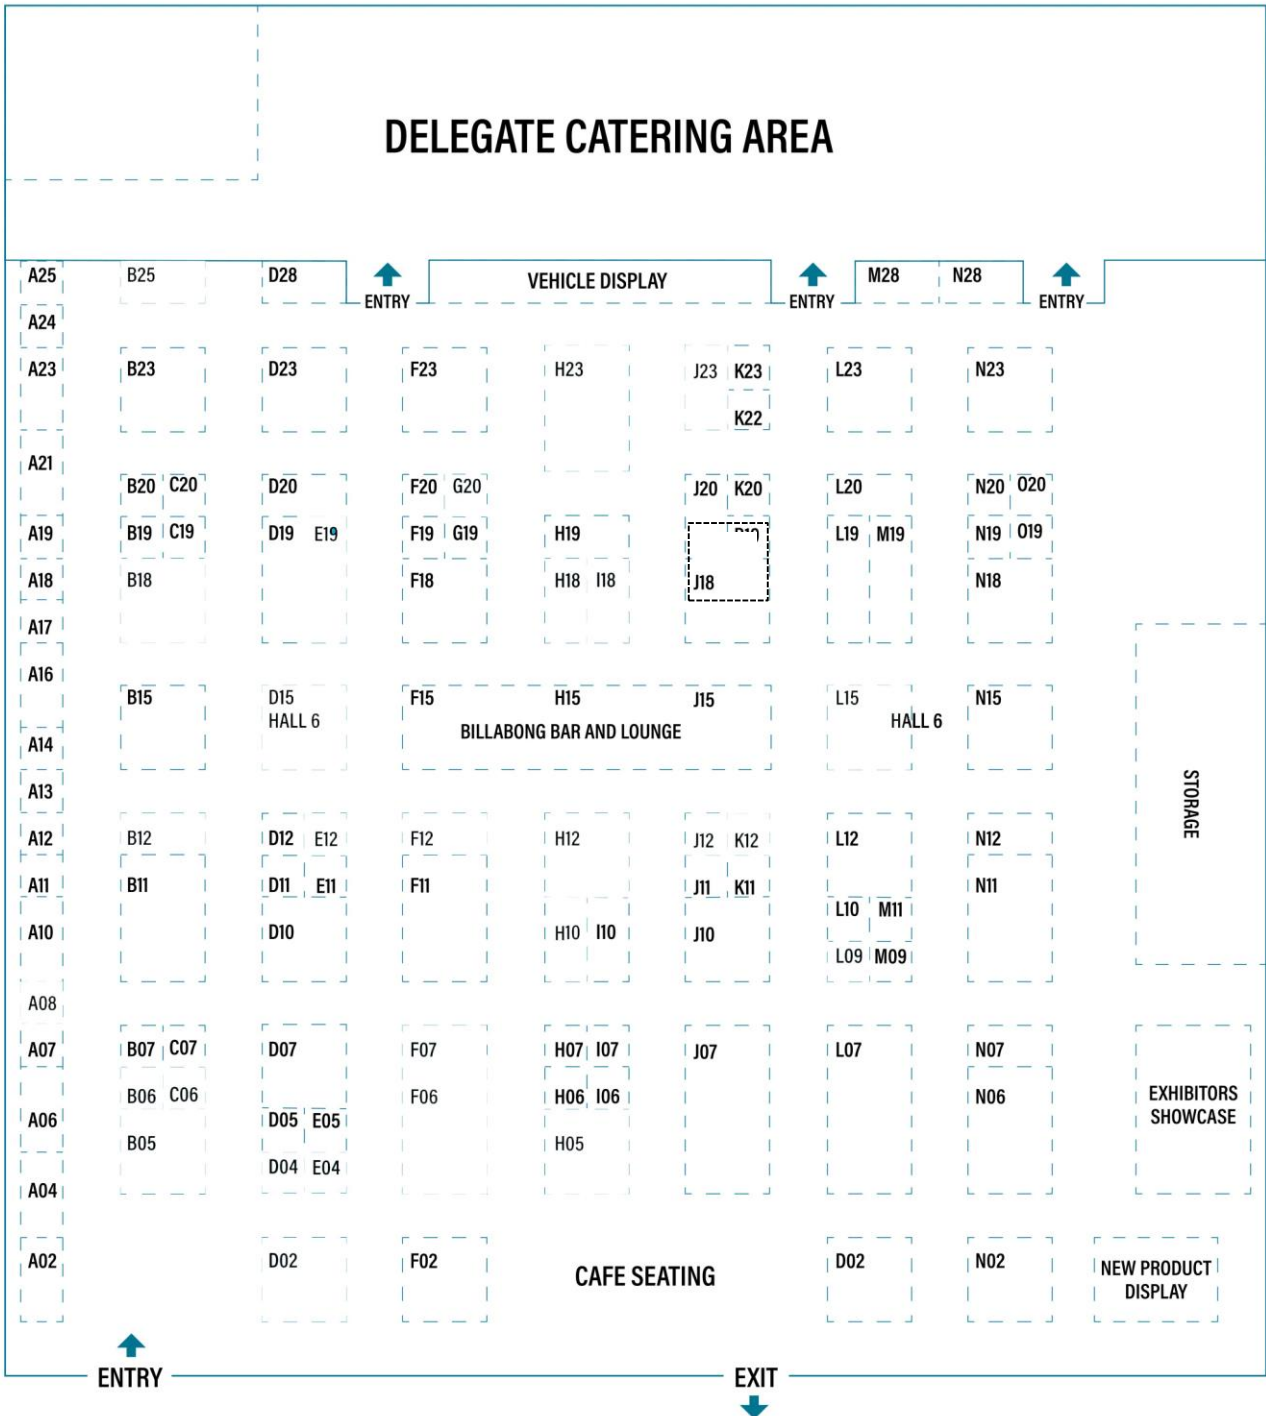 DELEGATE CATERING AREA
A25 B25 D28 ENTRY VEHICLE DISPLAY ENTRY M28 N28 ENTRY
A24
A23 B23 D23 F23 H23 J23 K23 L23 N23
K22
A21
B20 C20 D20 F20 G20 J20 K20 L20 N20 O20
A19 B19 C19 D19 E19 F19 G19 H19 L19 M19 N19 O19
A18 B18 F18 H18 I18 J18 N18
A17
A16
B15 D15 F15 H15 J15 L15 N15
HALL 6 BILLABONG BAR AND LOUNGE HALL 6
A14
A13
STORAGE
A12 B12 D12 E12 F12 H12 J12 K12 L12 N12
A11 B11 D11 E11 F11 J11 K11 N11
L10 M11
A10 D10 H10 I10 J10
L09 M09
A08
A07 B07 C07 D07 F07 H07 I07 J07 L07 N07
B06 C06 F06 H06 I06 N06
EXHIBITORS
SHOWCASE
A06 D05 E05
B05 H05
D04 E04
A04
A02 D02 F02 D02 N02
CAFE SEATING
NEW PRODUCT
DISPLAY
ENTRY EXIT